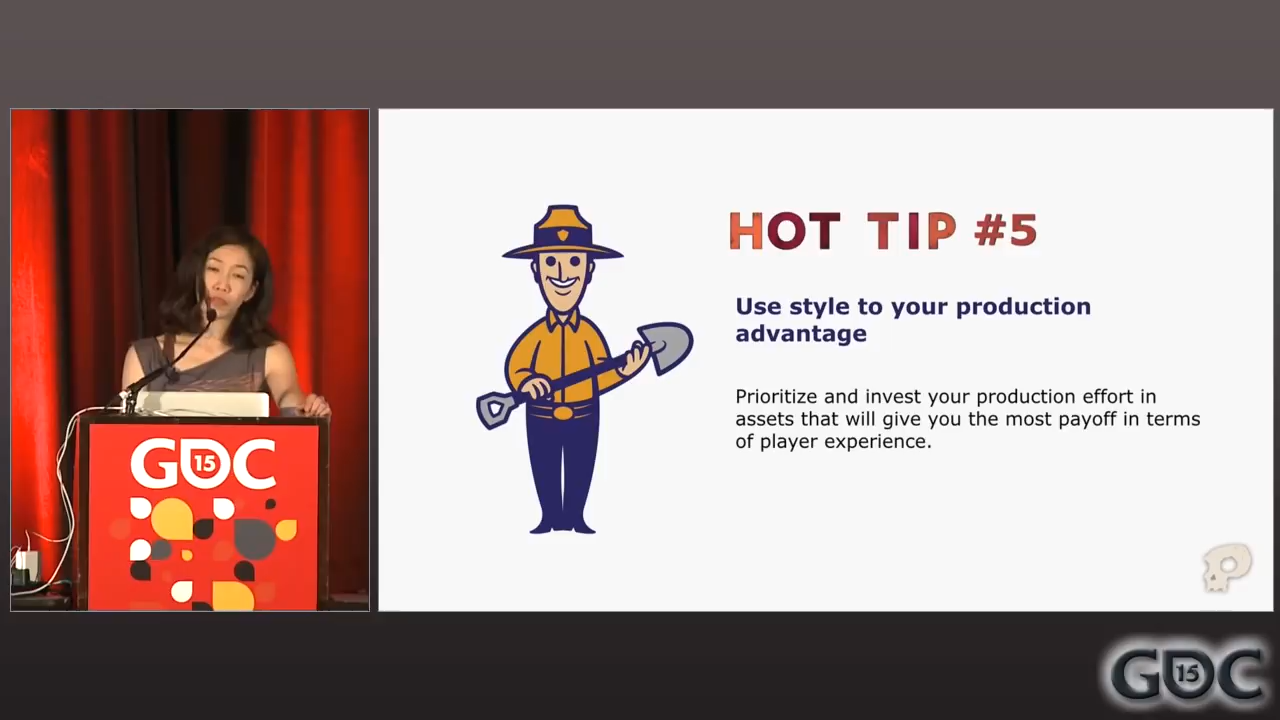 HOT TIP #5
Use style to your production
advantage
Prioritize and invest your production effort in
assets that will give you the most payoff in terms
of player experience.
GDC
15
GDC
15